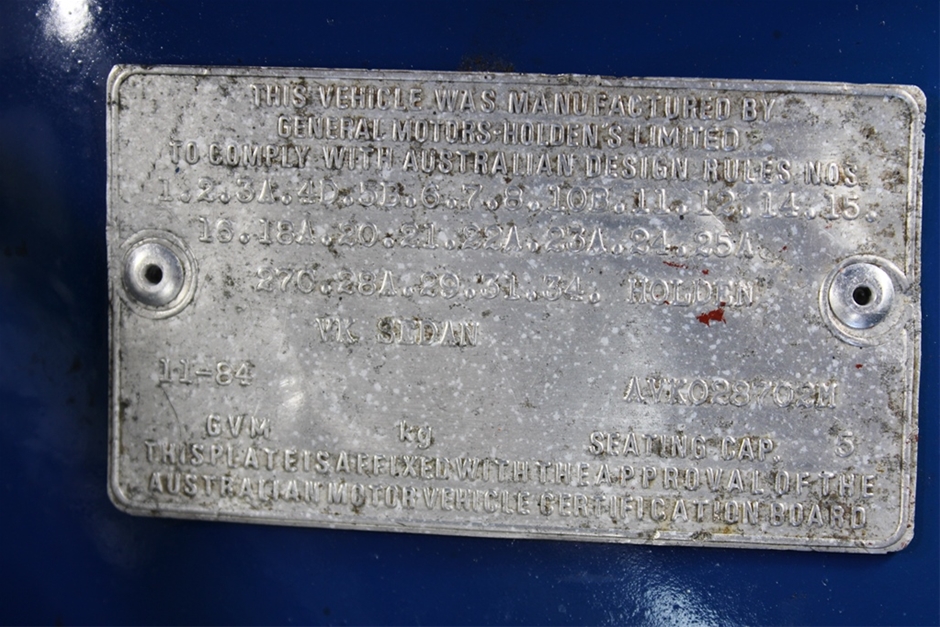 THIS VEHICLE WAS MANUFACTURED BY
GENERAL MOTORS-HOLDEN'S LIMITED
TO COMPLY WITH AUSTRALIAN DESIGN RULES NOS.
1.2.3A.4D.5B.6.7.8.10B.11.12.14.15.
16.18A.20.21.22A.23A.24.25A.
27C.28A.29.31.34. HOLDEN
VK SEDAN
11-84 AVK028702M
GVM kg SEATING CAP. 5
THIS PLATE IS AFFIXED WITH THE APPROVAL OF THE
AUSTRALIAN MOTOR VEHICLE CERTIFICATION BOARD